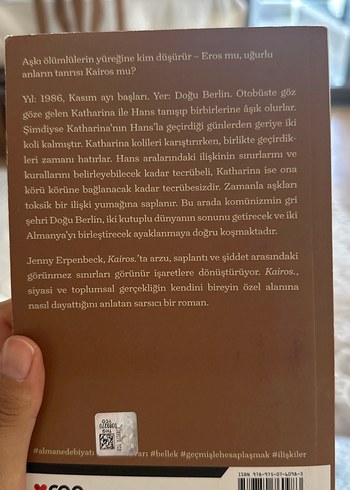 Aşkı ölümlülerin yüreğine kim düşürür – Eros mu, uğurlu
anların tanrısı Kairos mu?
Yıl: 1986, Kasım ayı başları. Yer: Doğu Berlin. Otobüste göz
göze gelen Katharina ile Hans tanışıp birbirlerine âşık olurlar.
Şimdiyse Katharina'nın Hans'la geçirdiği günlerden geriye iki
koli kalmıştır. Katharina kolileri karıştırırken, birlikte geçirdik-
leri zamanı hatırlar. Hans aralarındaki ilişkinin sınırlarını ve
kurallarını belirleyebilecek kadar tecrübeli, Katharina ise ona
körü körüne bağlanacak kadar tecrübesizdir. Zamanla aşkları
toksik bir ilişki yumağına saplanır. Bu arada komünizmin gri
şehri Doğu Berlin, iki kutuplu dünyanın sonunu getirecek ve iki
Almanya'yı birleştirecek ayaklanmaya doğru koşmaktadır.
Jenny Erpenbeck, Kairos.'ta arzu, saplantı ve şiddet arasındaki
görünmez sınırları görünür işaretlere dönüştürüyor. Kairos.,
siyasi ve toplumsal gerçekliğin kendini bireyin özel alanına
nasıl dayattığını anlatan sarsıcı bir roman.
#almanedebiyatı #bellek #geçmişlehesaplaşmak #ilişkiler
ISBN 978-975-07-6098-3